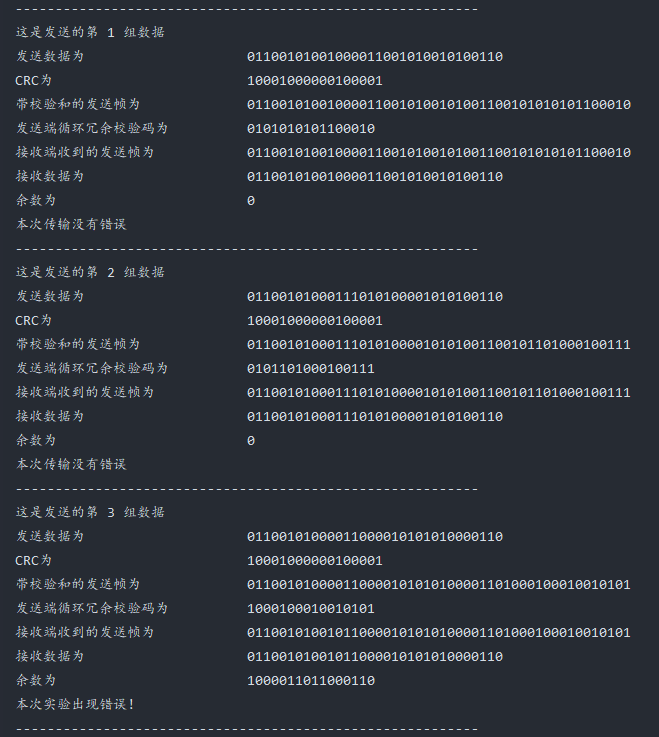 ----------------------------------------------------------
这是发送的第 1 组数据
发送数据为 01100101001000011001010010100110
CRC为 10001000000100001
带校验和的发送帧为 011001010010000110010100101001100101010101100010
发送端循环冗余校验码为 0101010101100010
接收端收到的发送帧为 011001010010000110010100101001100101010101100010
接收数据为 01100101001000011001010010100110
余数为 0
本次传输没有错误
----------------------------------------------------------
这是发送的第 2 组数据
发送数据为 01100101000111010100001010100110
CRC为 10001000000100001
带校验和的发送帧为 011001010001110101000010101001100101101000100111
发送端循环冗余校验码为 0101101000100111
接收端收到的发送帧为 011001010001110101000010101001100101101000100111
接收数据为 01100101000111010100001010100110
余数为 0
本次传输没有错误
----------------------------------------------------------
这是发送的第 3 组数据
发送数据为 01100101000011000010101010000110
CRC为 10001000000100001
带校验和的发送帧为 011001010000110000101010100001101000100010010101
发送端循环冗余校验码为 1000100010010101
接收端收到的发送帧为 011001010010110000101010100001101000100010010101
接收数据为 01100101001011000010101010000110
余数为 1000011011000110
本次实验出现错误!
----------------------------------------------------------